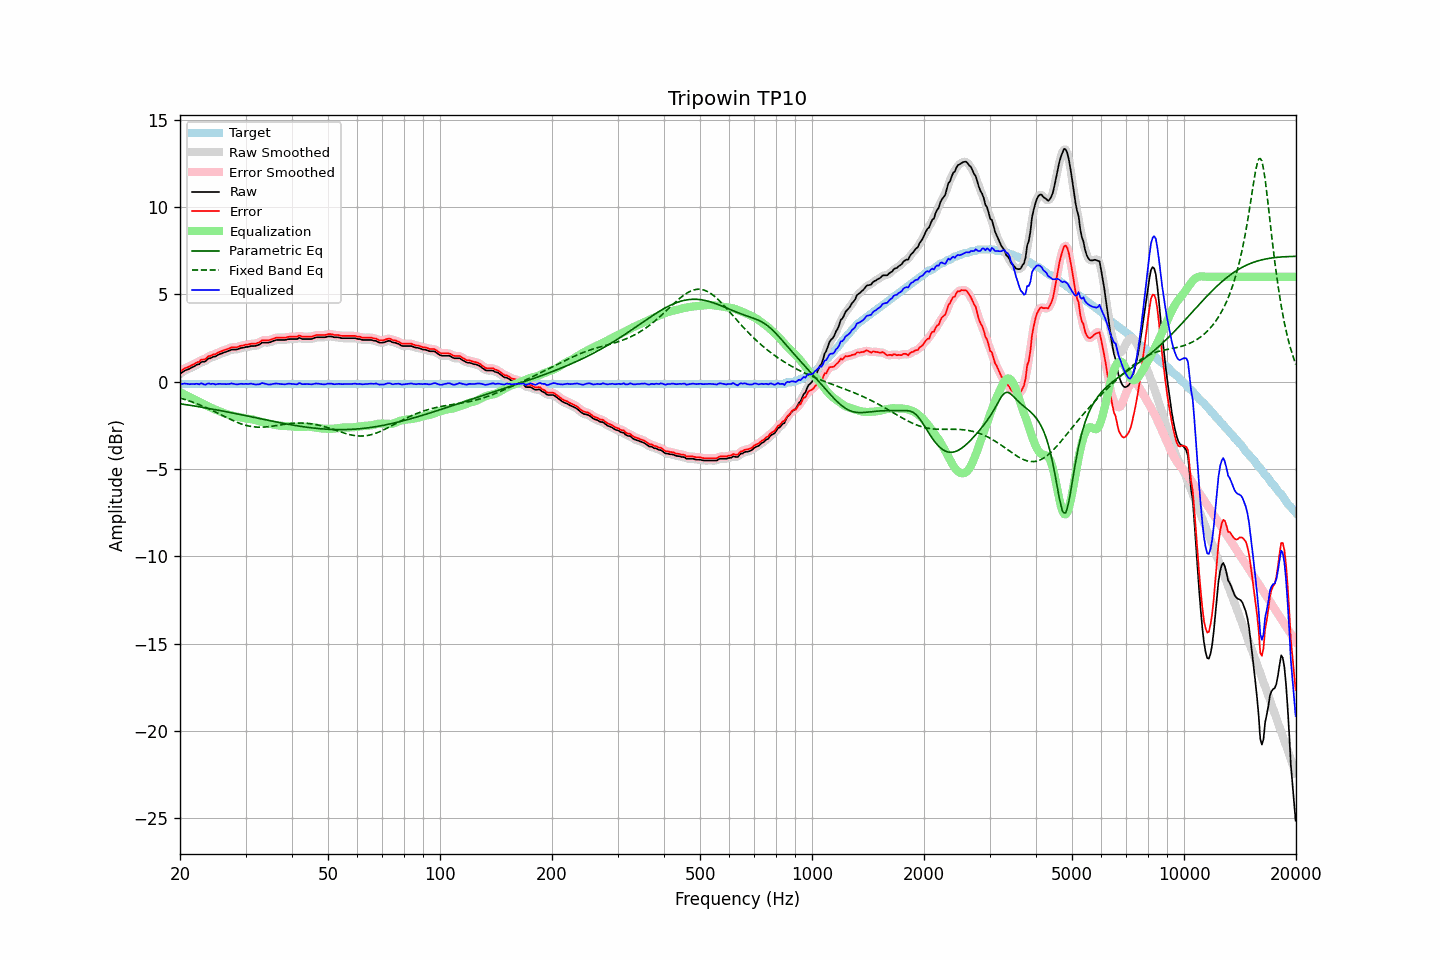 Tripowin TP10
15
10
5
0
−5
−10
−15
−20
−25
Amplitude (dBr)
Target
Raw Smoothed
Error Smoothed
Raw
Error
Equalization
Parametric Eq
Fixed Band Eq
Equalized
20 50 100 200 500 1000 2000 5000 10000 20000
Frequency (Hz)